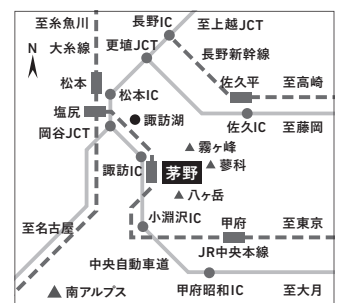 至糸魚川
長野IC
至上越JCT
大糸線
更埴JCT
長野新幹線
N
松本
佐久平
至高崎
松本IC
塩尻
諏訪湖
岡谷JCT
佐久IC
至藤岡
霧ヶ峰
諏訪IC
茅野
蓼科
八ヶ岳
小淵沢IC
至名古屋
甲府
至東京
JR中央本線
中央自動車道
南アルプス
甲府昭和IC
至大月